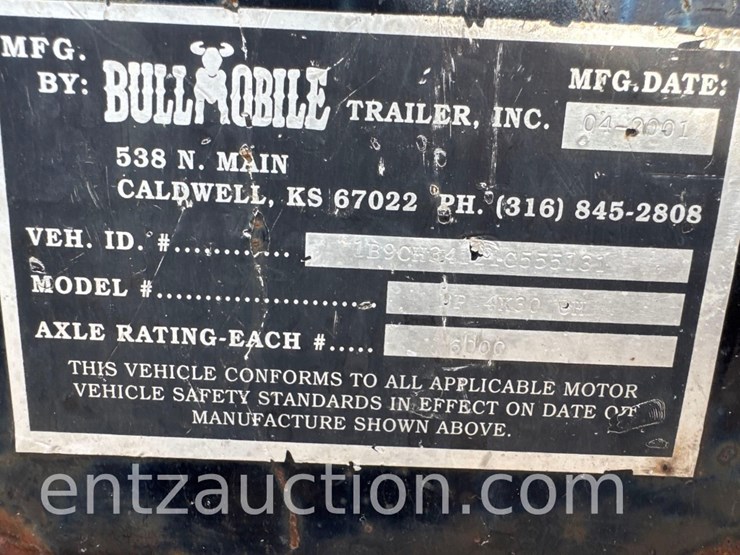 MFG. BY: BULLMOBILE TRAILER, INC. MFG. DATE:
538 N. MAIN
CALDWELL, KS 67022 PH. (316) 845-2808
VEH. ID. #............
MODEL #........................
AXLE RATING-EACH #..... 6000
THIS VEHICLE CONFORMS TO ALL APPLICABLE MOTOR
VEHICLE SAFETY STANDARDS IN EFFECT ON DATE OF
MANUFACTURE SHOWN ABOVE.
entzauction.com